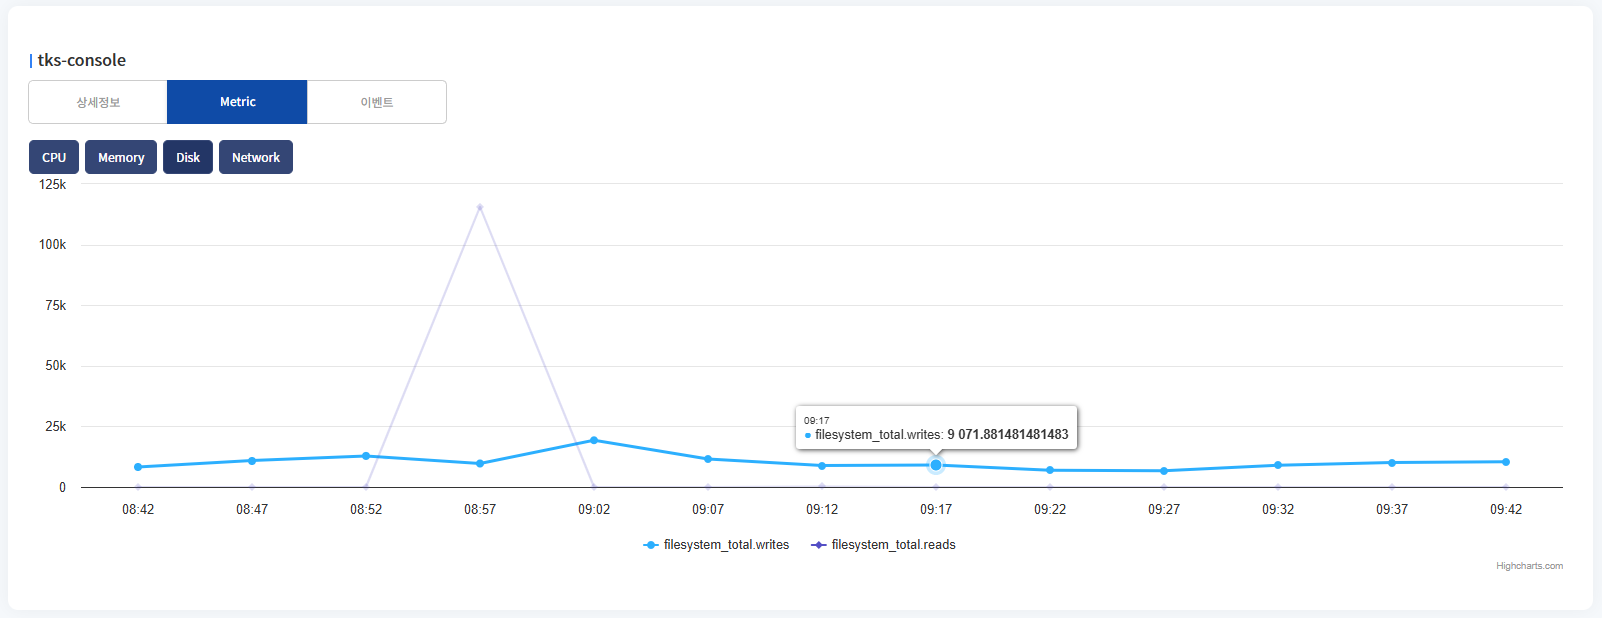 tks-console
상세정보 Metric 이벤트
CPU Memory Disk Network
125k
100k
75k
50k
25k
0
09:17
filesystem_total.writes: 9 071.881481481483
08:42 08:47 08:52 08:57 09:02 09:07 09:12 09:17 09:22 09:27 09:32 09:37 09:42
filesystem_total.writes filesystem_total.reads
Highcharts.com